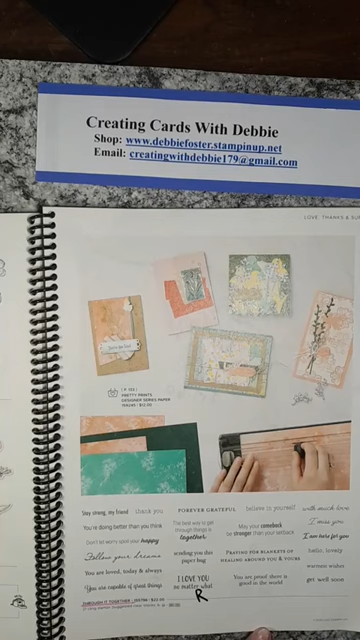 Creating Cards With Debbie
Shop: www.debbiefoster.stampinup.net
Email: creatingwithdebbie179@gmail.com
LOVE, THANKS & SU
PRETTY PRINTS
DESIGNER SERIES PAPER
Stay strong, my friend
thank you
FOREVER GRATEFUL
believe in yourself
with much love
You're doing better than you think
The best way to get
through things is
together
May your comeback
be stronger than your setback
I miss you
Don't let worry spoil your happy
I am here for you
Follow your dreams
sending you this
paper hug
PRAYING FOR BLANKETS OF
HEALING AROUND YOU & YOURS
hello, lovely
You are loved, today & always
warmest wishes
You are capable of great things
I LOVE YOU
no matter what
You are proof there is
good in the world
get well soon
THROUGH IT TOGETHER
R